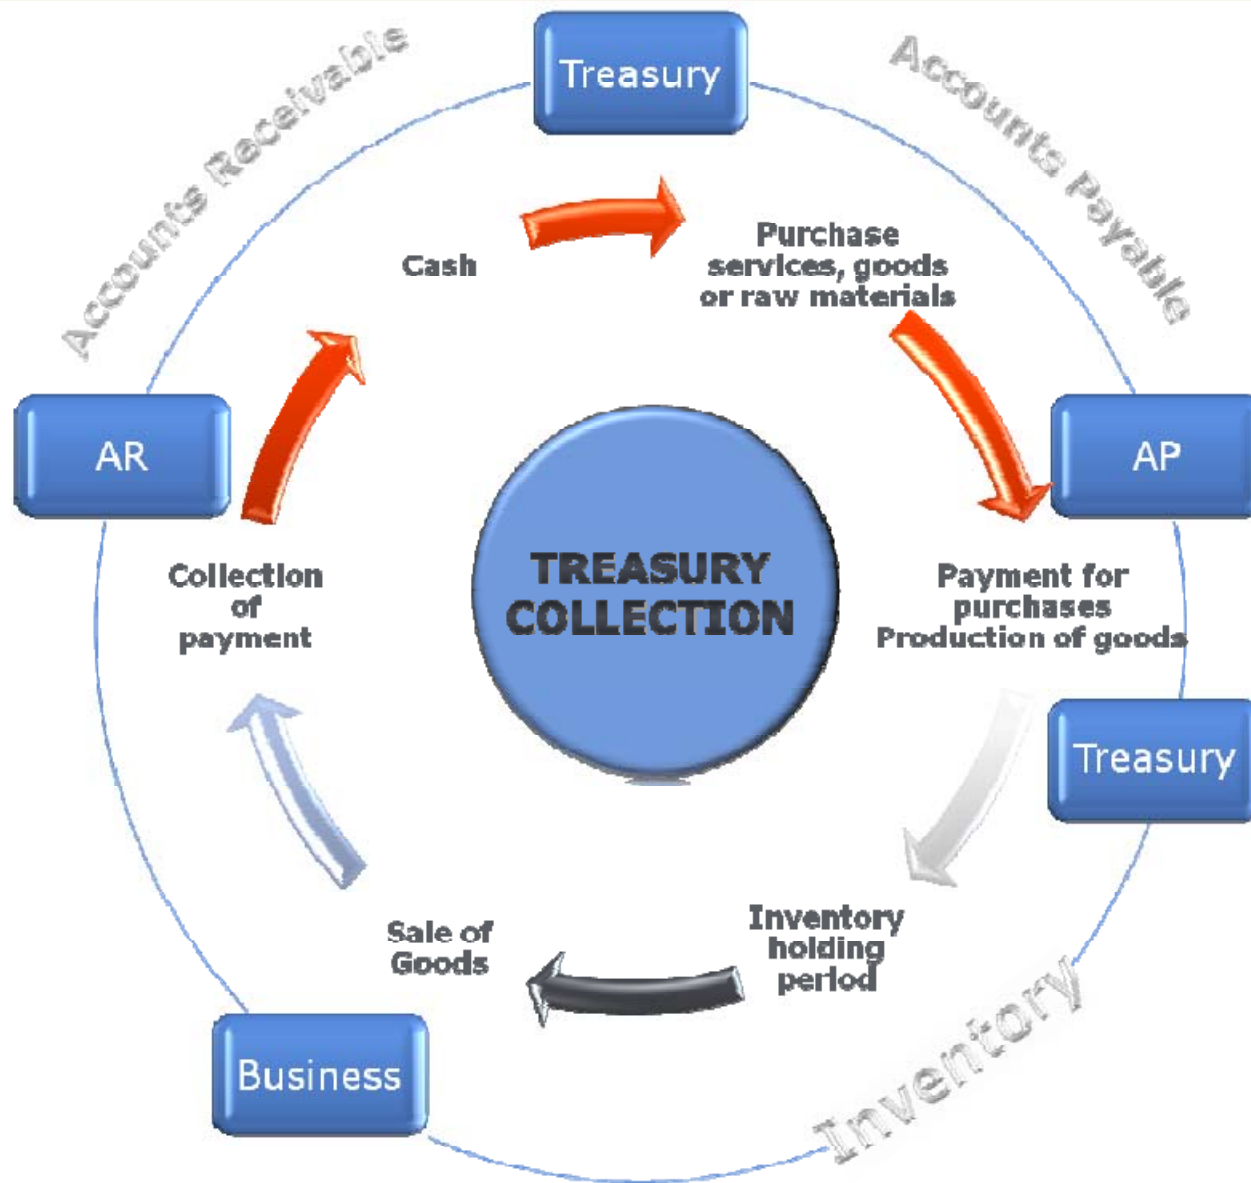 Treasury
Accounts Receivable
Accounts Payable
Cash
Purchase
services, goods
or raw materials
AR
AP
TREASURY
COLLECTION
Collection
of
payment
Payment for
purchases
Production of goods
Treasury
Sale of
Goods
Inventory
holding
period
Business
Inventory